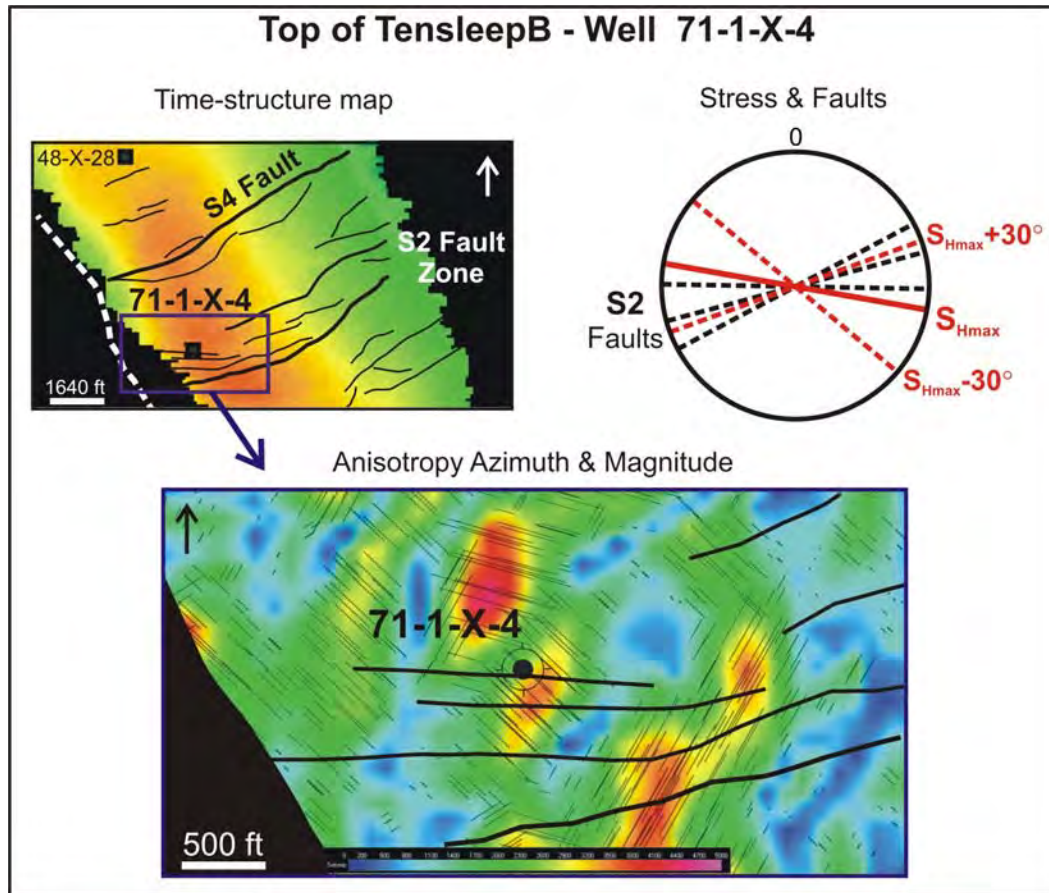 Top of TensleepB - Well 71-1-X-4
Time-structure map
Stress & Faults
48-X-28
S4 Fault
S2 Fault
Zone
71-1-X-4
1640 ft
0
S2
Faults
SHmax+30°
SHmax
SHmax-30°
Anisotropy Azimuth & Magnitude
71-1-X-4
500 ft